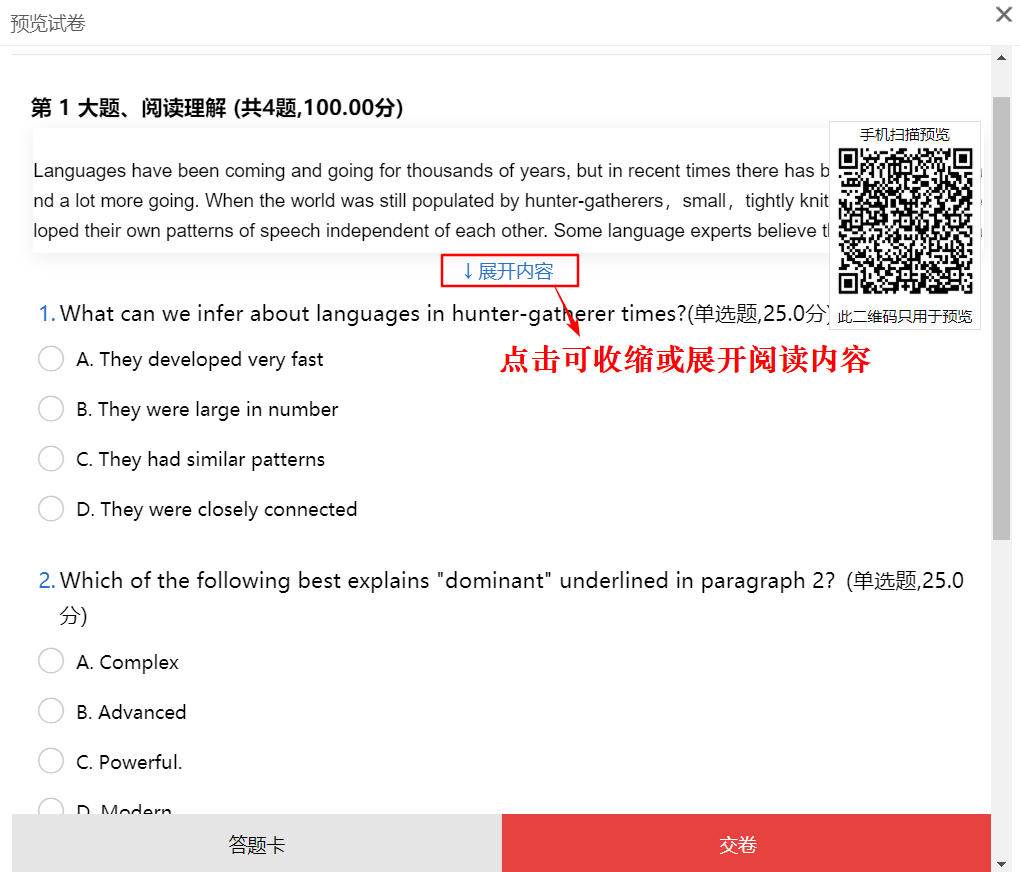 预览试卷
第 1 大题、阅读理解 (共4题,100.00分)
手机扫描预览
Languages have been coming and going for thousands of years, but in recent times there has b
nd a lot more going. When the world was still populated by hunter-gatherers，small，tightly knit
loped their own patterns of speech independent of each other. Some language experts believe
此二维码只用于预览
↓展开内容
1. What can we infer about languages in hunter-gatherer times?(单选题,25.0分)
点击可收缩或展开阅读内容
A. They developed very fast
B. They were large in number
C. They had similar patterns
D. They were closely connected
2. Which of the following best explains "dominant" underlined in paragraph 2?  (单选题,25.0
分)
A. Complex
B. Advanced
C. Powerful.
D. Modern
答题卡
交卷